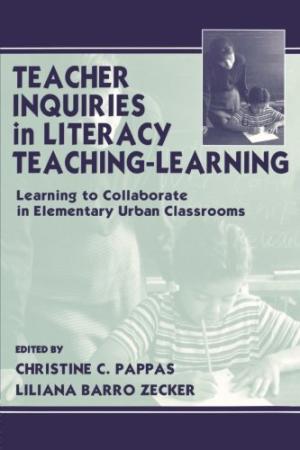 TEACHER
INQUIRIES
in LITERACY
TEACHING-LEARNING
Learning to Collaborate
in Elementary Urban Classrooms
EDITED BY
CHRISTINE C. PAPPAS
LILIANA BARRO ZECKER